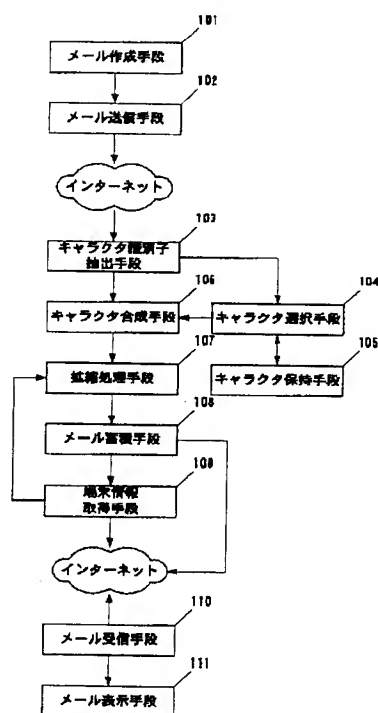 101
メール作成手段
102
メール送信手段
インターネット
103
キャラクタ識別子
抽出手段
106
キャラクタ合成手段
104
キャラクタ選択手段
105
キャラクタ保持手段
107
拡縮処理手段
108
メール蓄積手段
109
端末情報
取得手段
インターネット
110
メール受信手段
111
メール表示手段